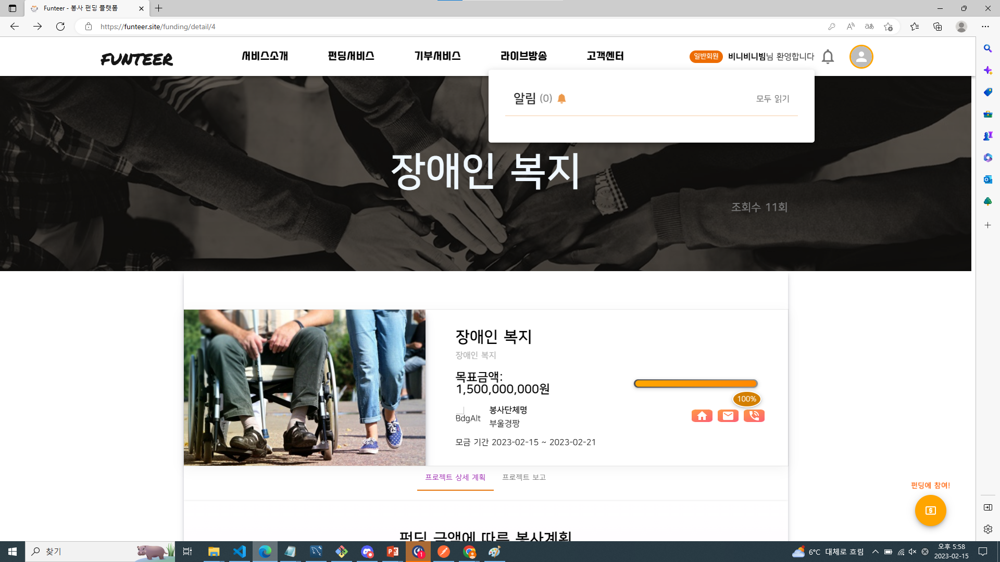 Funteer - 봉사 펀딩 플랫폼
https://funteer.site/funding/detail/4
FUNTEER
서비스소개
펀딩서비스
기부서비스
라이브방송
고객센터
일반회원
비니비니빔님 환영합니다
알림 (0)
모두 읽기
장애인 복지
조회수 11회
장애인 복지
장애인 복지
목표금액:
1,500,000,000원
100%
BdgAlt
봉사단체명
부울경짱
모금 기간 2023-02-15 ~ 2023-02-21
프로젝트 상세 계획
프로젝트 보고
펀딩에 참여!
펀딩 금액에 따른 봉사계획
찾기
1
6°C 대체로 흐림
오후 5:58
2023-02-15